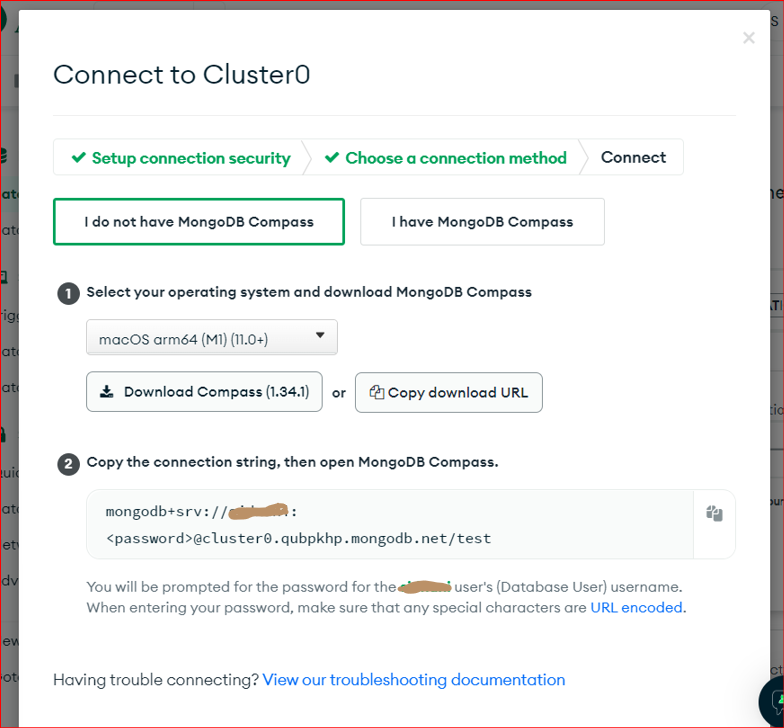 Connect to Cluster0
Setup connection security
Choose a connection method
Connect
I do not have MongoDB Compass
I have MongoDB Compass
1 Select your operating system and download MongoDB Compass
macOS arm64 (M1) (11.0+)
Download Compass (1.34.1)
or
Copy download URL
2 Copy the connection string, then open MongoDB Compass.
mongodb+srv:// :
<password>@cluster0.qubpkhp.mongodb.net/test
You will be prompted for the password for the user's (Database User) username.
When entering your password, make sure that any special characters are URL encoded.
Having trouble connecting? View our troubleshooting documentation